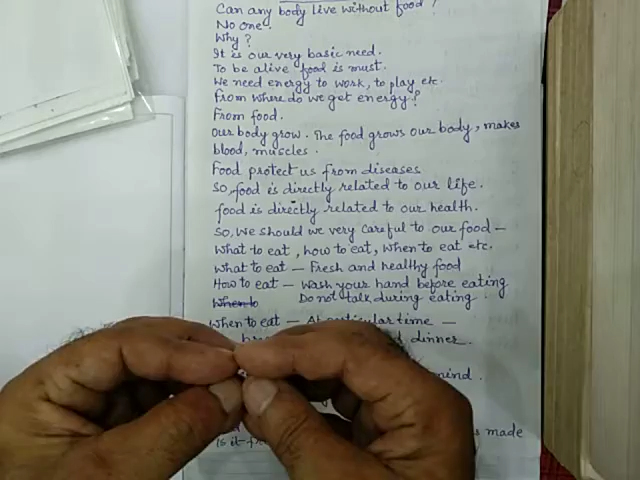 Can any body live without food ?
No one.
Why ?
It is our very basic need.
To be alive food is must.
We need energy to work, to play etc.
From where do we get energy?
From food.
Our body grow. The food grows our body, makes
blood, muscles.
Food protect us from diseases
So, food is directly related to our life.
food is directly related to our health.
So, We should we very careful to our food -
What to eat, how to eat, when to eat etc.
What to eat - Fresh and healthy food
How to eat - Wash your hand before eating
When to Do not talk during eating.
When to eat - At particular time -
dinner.
mind.
made
Is it